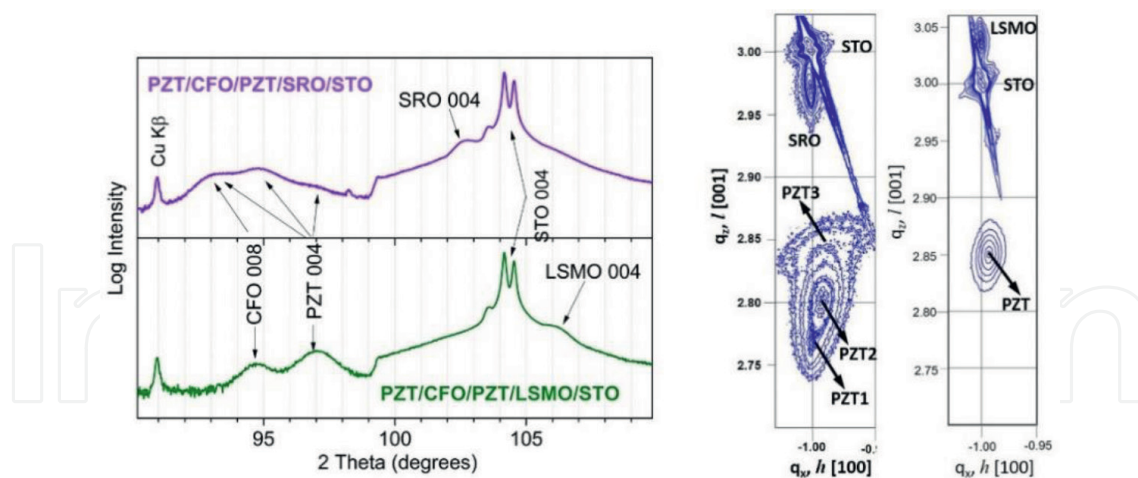 PZT/CFO/PZT/SRO/STO
Cu Kβ
SRO 004
STO 004
CFO 008
PZT 004
LSMO 004
PZT/CFO/PZT/LSMO/STO
Log Intensity
95
100
105
2 Theta (degrees)
3.00
2.95
2.90
2.85
2.80
2.75
STO
SRO
PZT3
PZT2
PZT1
qz, l [001]
-1.00
qx, h [100]
3.05
3.00
2.95
2.90
2.85
2.80
2.75
LSMO
STO
PZT
qz, l [001]
-1.00
-0.95
qx, h [100]